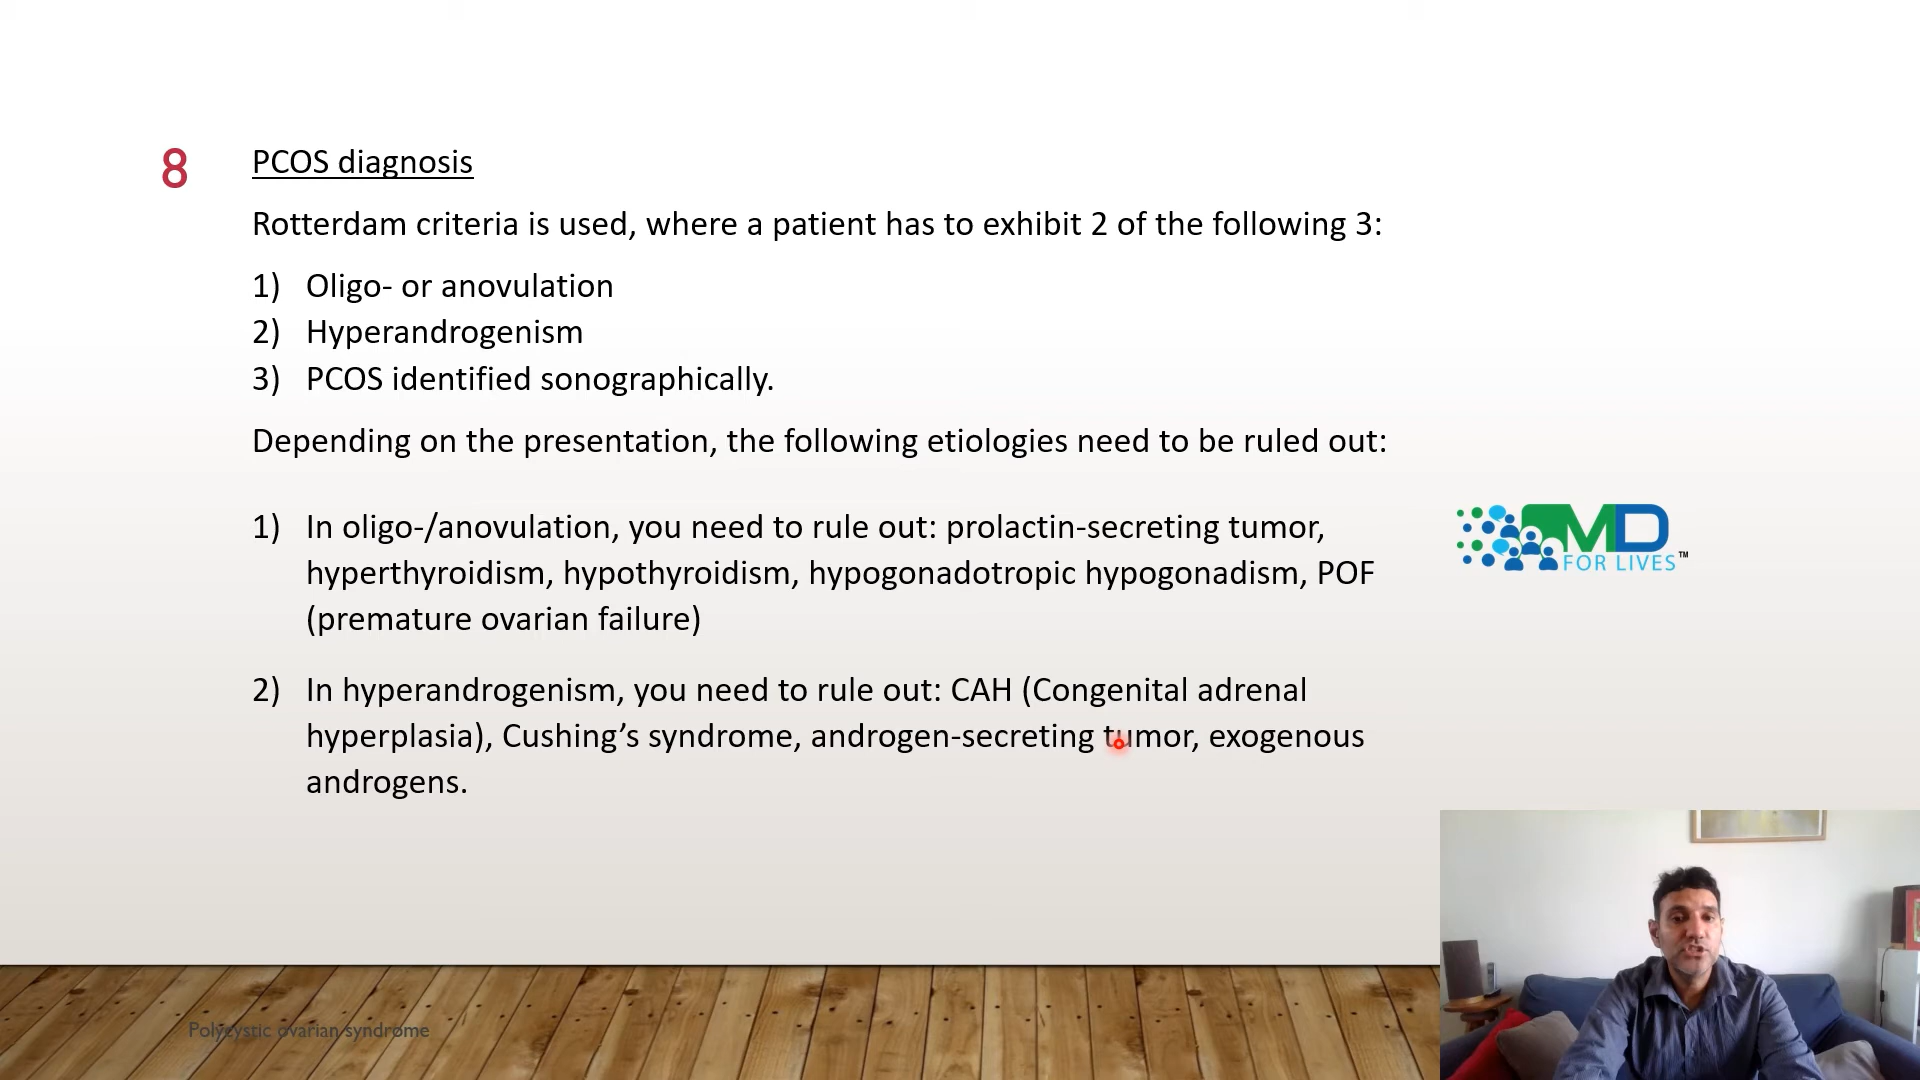 8
PCOS diagnosis
Rotterdam criteria is used, where a patient has to exhibit 2 of the following 3:
1) Oligo- or anovulation
2) Hyperandrogenism
3) PCOS identified sonographically.
Depending on the presentation, the following etiologies need to be ruled out:
1) In oligo-/anovulation, you need to rule out: prolactin-secreting tumor,
hyperthyroidism, hypothyroidism, hypogonadotropic hypogonadism, POF
(premature ovarian failure)
2) In hyperandrogenism, you need to rule out: CAH (Congenital adrenal
hyperplasia), Cushing’s syndrome, androgen-secreting tumor, exogenous
androgens.
MD
FOR LIVES™
Polycystic ovarian syndrome